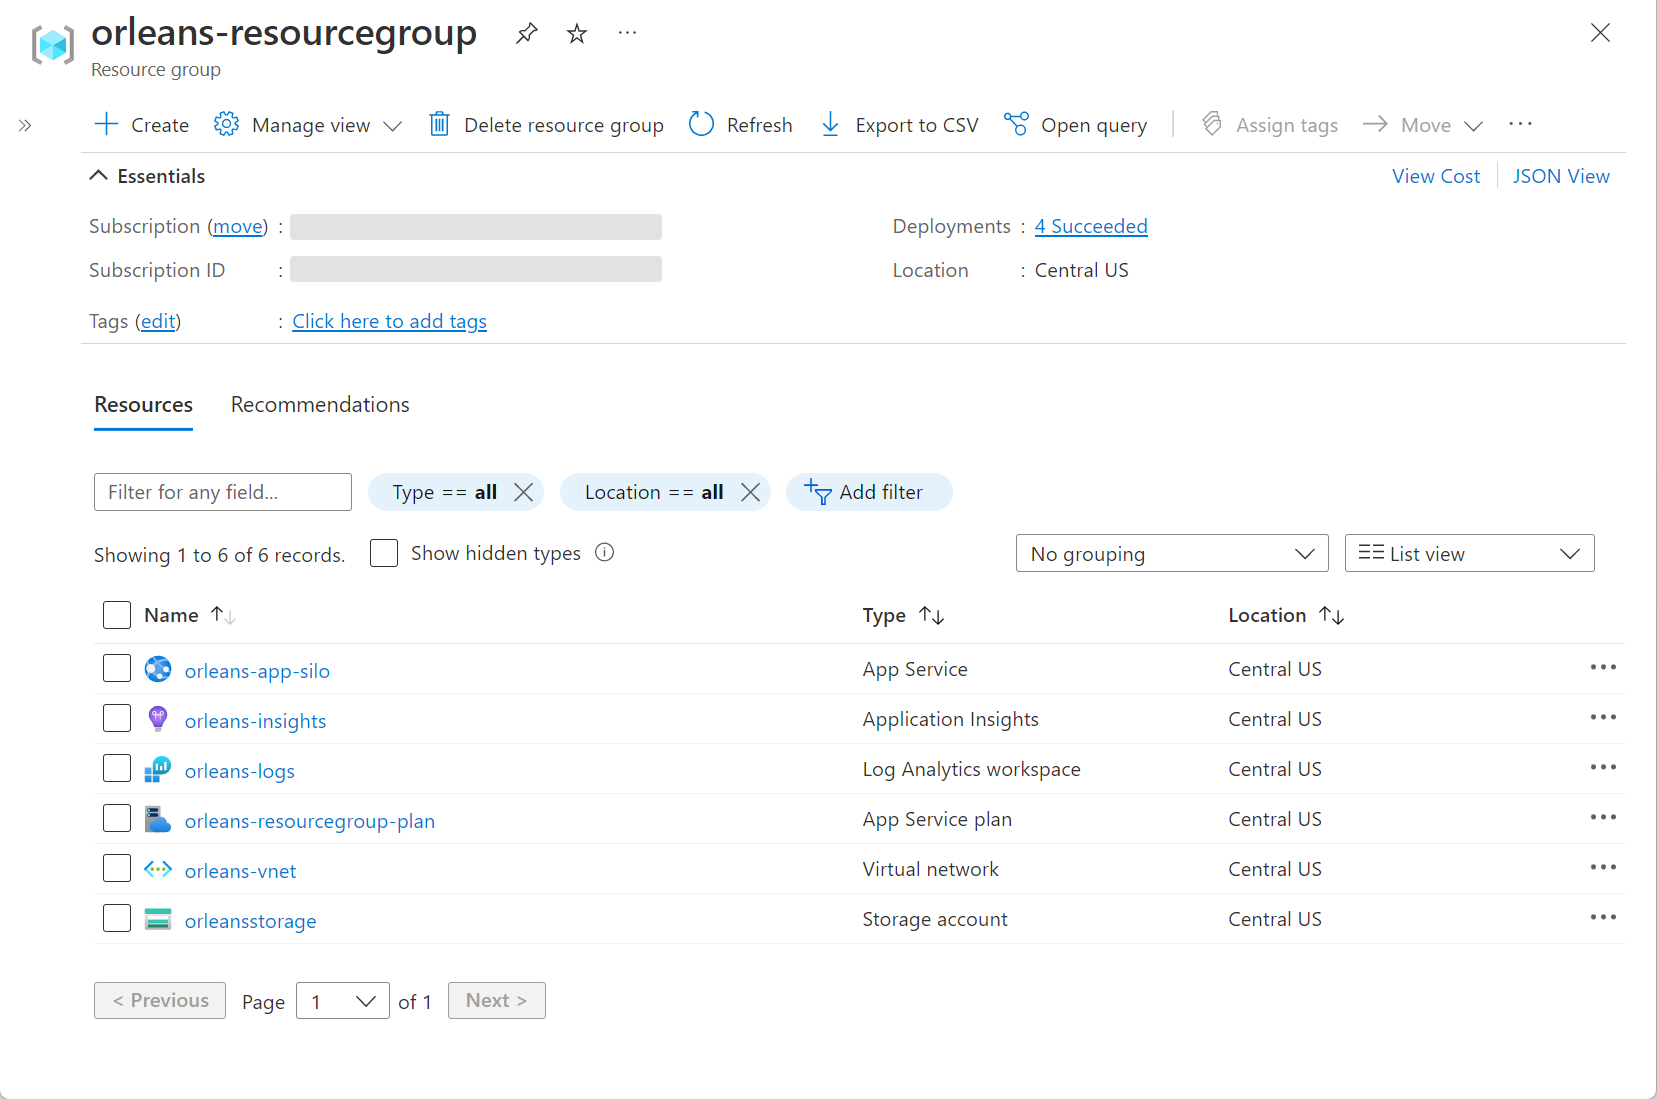 orleans-resourcegroup
Resource group
Create Manage view Delete resource group Refresh Export to CSV Open query Assign tags Move
Essentials View Cost JSON View
Subscription (move) : Deployments : 4 Succeeded
Subscription ID : Location : Central US
Tags (edit) : Click here to add tags
Resources Recommendations
Filter for any field... Type == all Location == all Add filter
Showing 1 to 6 of 6 records. Show hidden types No grouping List view
Name Type Location
orleans-app-silo App Service Central US
orleans-insights Application Insights Central US
orleans-logs Log Analytics workspace Central US
orleans-resourcegroup-plan App Service plan Central US
orleans-vnet Virtual network Central US
orleansstorage Storage account Central US
< Previous Page 1 of 1 Next >